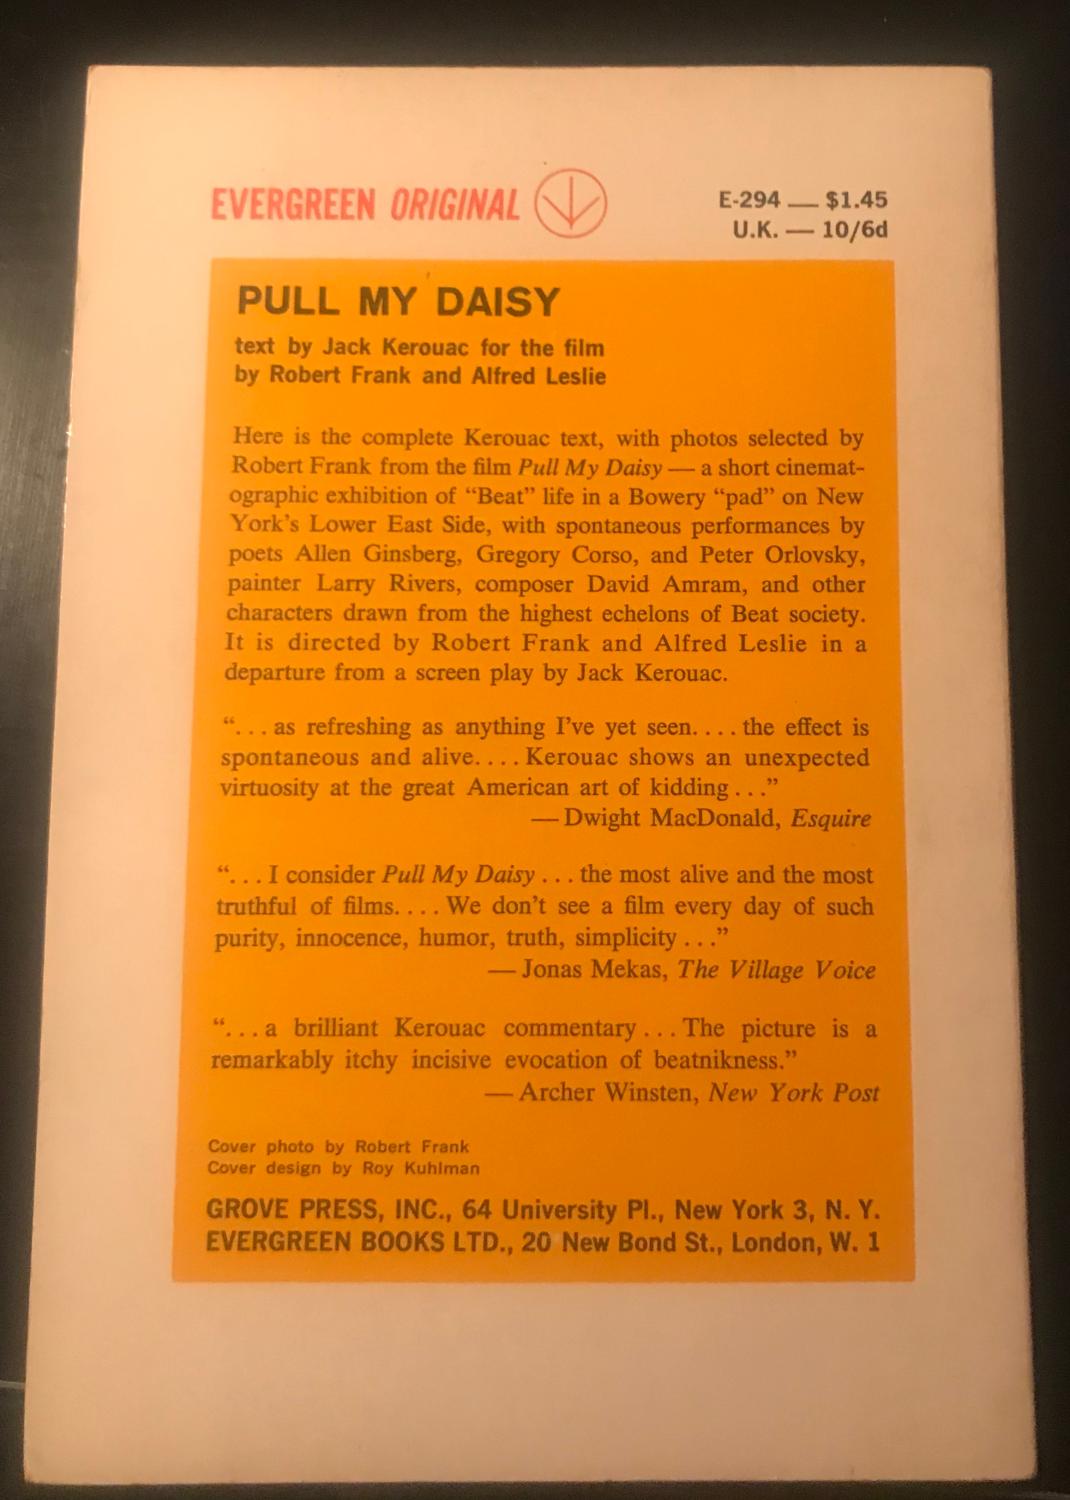 EVERGREEN ORIGINAL
E-294 — $1.45
U.K. — 10/6d
PULL MY DAISY
text by Jack Kerouac for the film
by Robert Frank and Alfred Leslie
Here is the complete Kerouac text, with photos selected by
Robert Frank from the film Pull My Daisy — a short cinemat-
ographic exhibition of “Beat” life in a Bowery “pad” on New
York’s Lower East Side, with spontaneous performances by
poets Allen Ginsberg, Gregory Corso, and Peter Orlovsky,
painter Larry Rivers, composer David Amram, and other
characters drawn from the highest echelons of Beat society.
It is directed by Robert Frank and Alfred Leslie in a
departure from a screen play by Jack Kerouac.
“. . . as refreshing as anything I’ve yet seen. . . . the effect is
spontaneous and alive. . . . Kerouac shows an unexpected
virtuosity at the great American art of kidding . . .”
— Dwight MacDonald, Esquire
“. . . I consider Pull My Daisy . . . the most alive and the most
truthful of films. . . . We don’t see a film every day of such
purity, innocence, humor, truth, simplicity . . .”
— Jonas Mekas, The Village Voice
“. . . a brilliant Kerouac commentary . . . The picture is a
remarkably itchy incisive evocation of beatnikness.”
— Archer Winsten, New York Post
Cover photo by Robert Frank
Cover design by Roy Kuhlman
GROVE PRESS, INC., 64 University Pl., New York 3, N. Y.
EVERGREEN BOOKS LTD., 20 New Bond St., London, W. 1